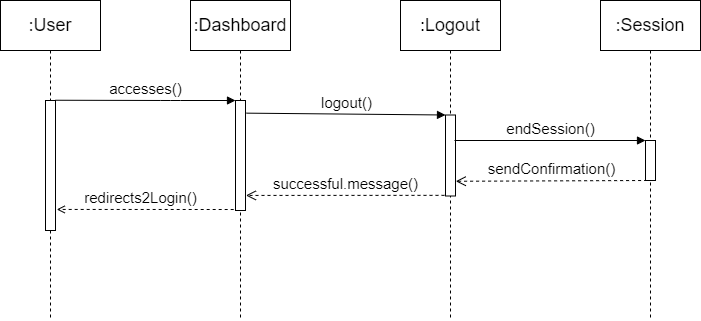 :User
:Dashboard
:Logout
:Session
accesses()
logout()
endSession()
sendConfirmation()
successful.message()
redirects2Login()